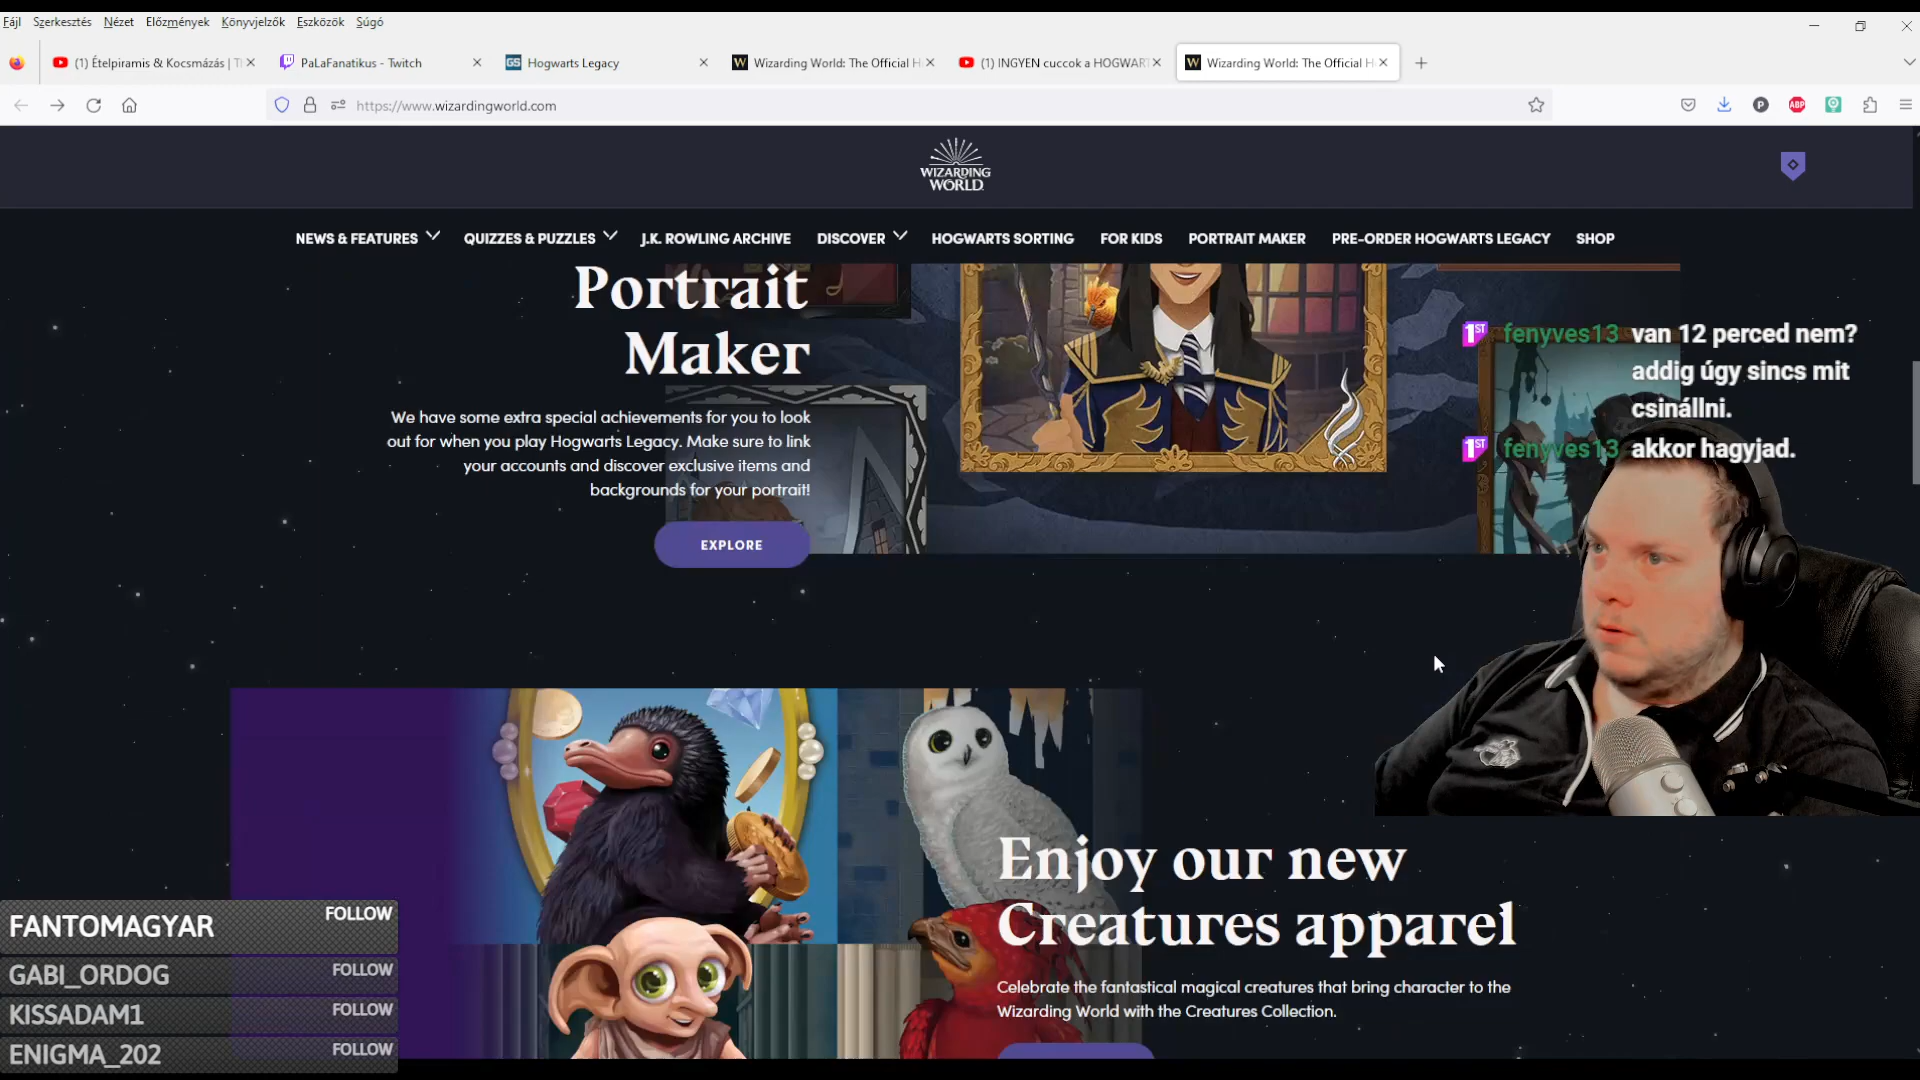 Fájl Szerkesztés Nézet Előzmények Könyvjelzők Eszközök Súgó
(1) Ételpiramis & Kocsmázás | T
PaLaFanatikus - Twitch
GS Hogwarts Legacy
W Wizarding World: The Official H
(1) INGYEN cuccok a HOGWART
W Wizarding World: The Official H
https://www.wizardingworld.com
P ABP
WIZARDING
WORLD
NEWS & FEATURES QUIZZES & PUZZLES J.K. ROWLING ARCHIVE DISCOVER HOGWARTS SORTING FOR KIDS PORTRAIT MAKER PRE-ORDER HOGWARTS LEGACY SHOP
Portrait
Maker
We have some extra special achievements for you to look
out for when you play Hogwarts Legacy. Make sure to link
your accounts and discover exclusive items and
backgrounds for your portrait!
EXPLORE
1ST fenyves13 van 12 perced nem?
addig úgy sincs mit
csinállni.
1ST fenyves13 akkor hagyjad.
Enjoy our new
Creatures apparel
Celebrate the fantastical magical creatures that bring character to the
Wizarding World with the Creatures Collection.
FANTOMAGYAR FOLLOW
GABI_ORDOG FOLLOW
KISSADAM1 FOLLOW
ENIGMA_202 FOLLOW